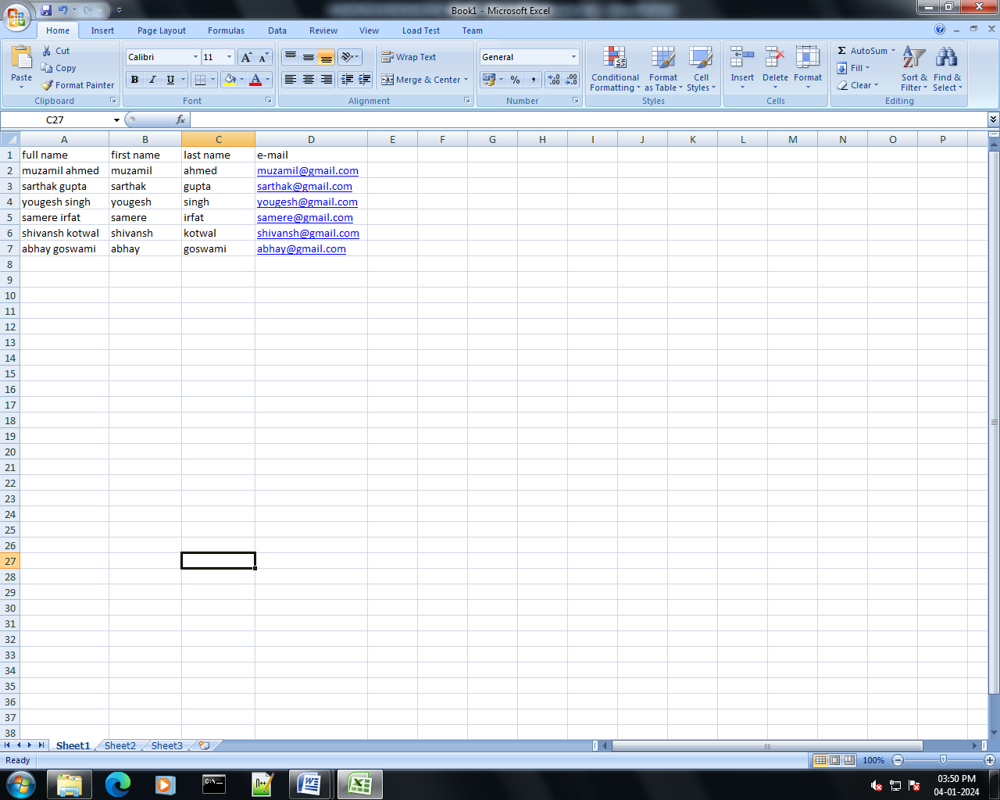 Book1 - Microsoft Excel
Home Insert Page Layout Formulas Data Review View Load Test Team
Paste Cut Copy Format Painter Clipboard
Calibri 11 A A B I U A Font
Wrap Text Merge & Center Alignment
General % , .00 .0 Number
Conditional Formatting Format as Table Cell Styles Styles
Insert Delete Format Cells
Σ AutoSum Fill Clear Sort & Filter Find & Select Editing
C27 fx
A B C D E F G H I J K L M N O P
1 full name first name last name e-mail
2 muzamil ahmed muzamil ahmed muzamil@gmail.com
3 sarthak gupta sarthak gupta sarthak@gmail.com
4 yougesh singh yougesh singh yougesh@gmail.com
5 samere irfat samere irfat samere@gmail.com
6 shivansh kotwal shivansh kotwal shivansh@gmail.com
7 abhay goswami abhay goswami abhay@gmail.com
8
9
10
11
12
13
14
15
16
17
18
19
20
21
22
23
24
25
26
27
28
29
30
31
32
33
34
35
36
37
38
Sheet1 Sheet2 Sheet3
Ready 100%
03:50 PM
04-01-2024